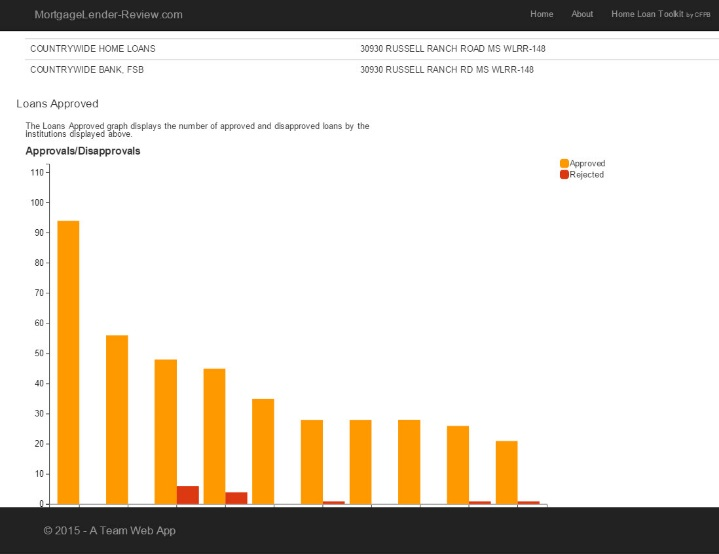 MortgageLender-Review.com
Home About Home Loan Toolkit by CFPB
COUNTRYWIDE HOME LOANS 30930 RUSSELL RANCH ROAD MS WLRR-148
COUNTRYWIDE BANK, FSB 30930 RUSSELL RANCH RD MS WLRR-148
Loans Approved
The Loans Approved graph displays the number of approved and disapproved loans by the
institutions displayed above.
Approvals/Disapprovals
Approved
Rejected
110
100
90
80
70
60
50
40
30
20
10
0
© 2015 - A Team Web App